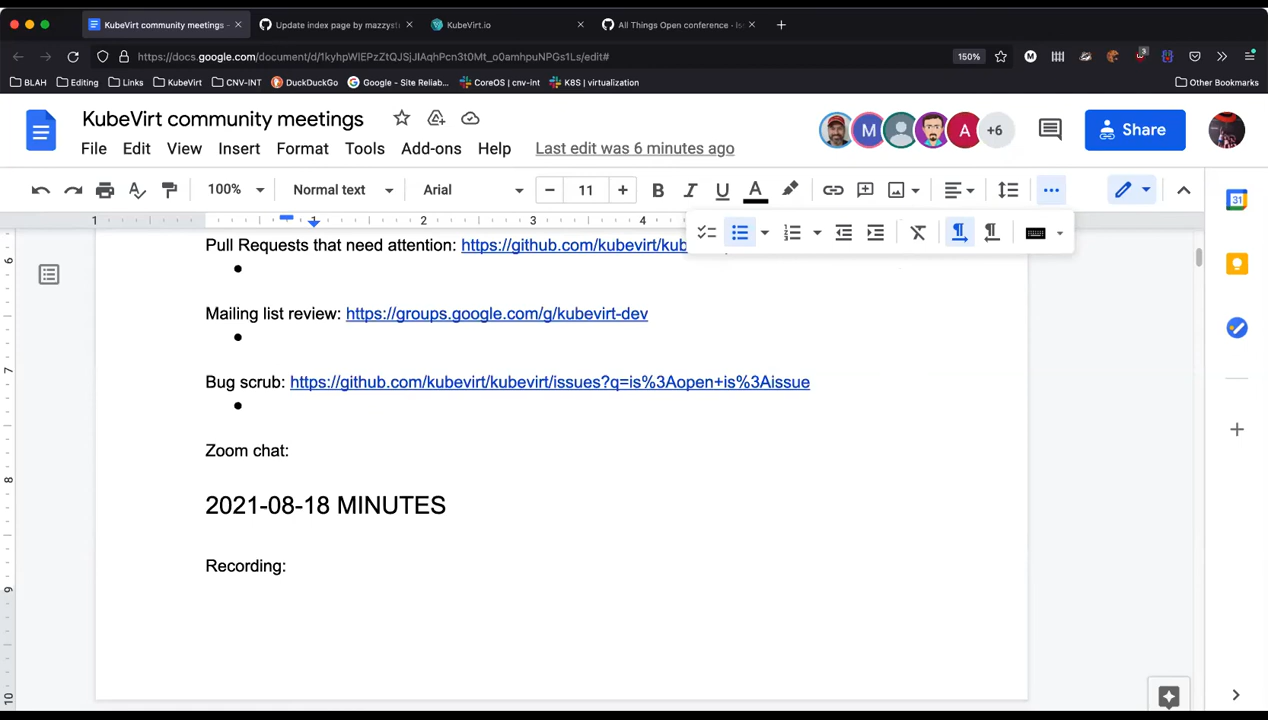 KubeVirt community meetings -
Update index page by mazzyst
KubeVirt.io
All Things Open conference - Is
https://docs.google.com/document/d/1kyhpWlEPzZtQJSjJlAqhPcn3t0Mt_o0amhpuNPGs1Ls/edit#
150%
BLAH
Editing
Links
KubeVirt
CNV-INT
DuckDuckGo
Google - Site Reliab...
CoreOS | cnv-int
K8S | virtualization
Other Bookmarks
KubeVirt community meetings
File Edit View Insert Format Tools Add-ons Help Last edit was 6 minutes ago
M
A
+6
Share
100% Normal text Arial 11
Pull Requests that need attention: https://github.com/kubevirt/kub
Mailing list review: https://groups.google.com/g/kubevirt-dev
Bug scrub: https://github.com/kubevirt/kubevirt/issues?q=is%3Aopen+is%3Aissue
Zoom chat:
2021-08-18 MINUTES
Recording: